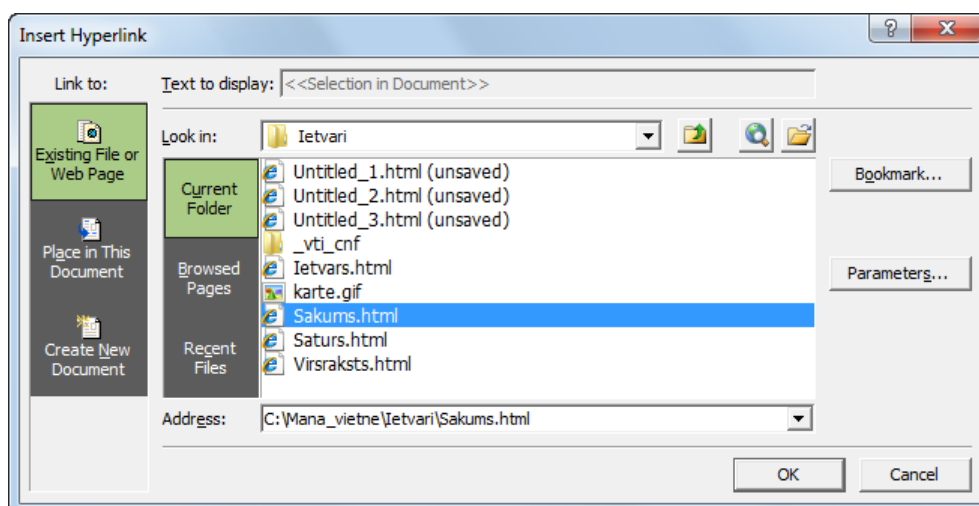 Insert Hyperlink
Link to:
Text to display: <<Selection in Document>>
Existing File or
Web Page
Place in This
Document
Create New
Document
Look in: Ietvari
Current
Folder
Browsed
Pages
Recent
Files
Untitled_1.html (unsaved)
Untitled_2.html (unsaved)
Untitled_3.html (unsaved)
_vti_cnf
Ietvars.html
karte.gif
Sakums.html
Saturs.html
Virsraksts.html
Bookmark...
Parameters...
Address: C:\Mana_vietne\Ietvari\Sakums.html
OK Cancel